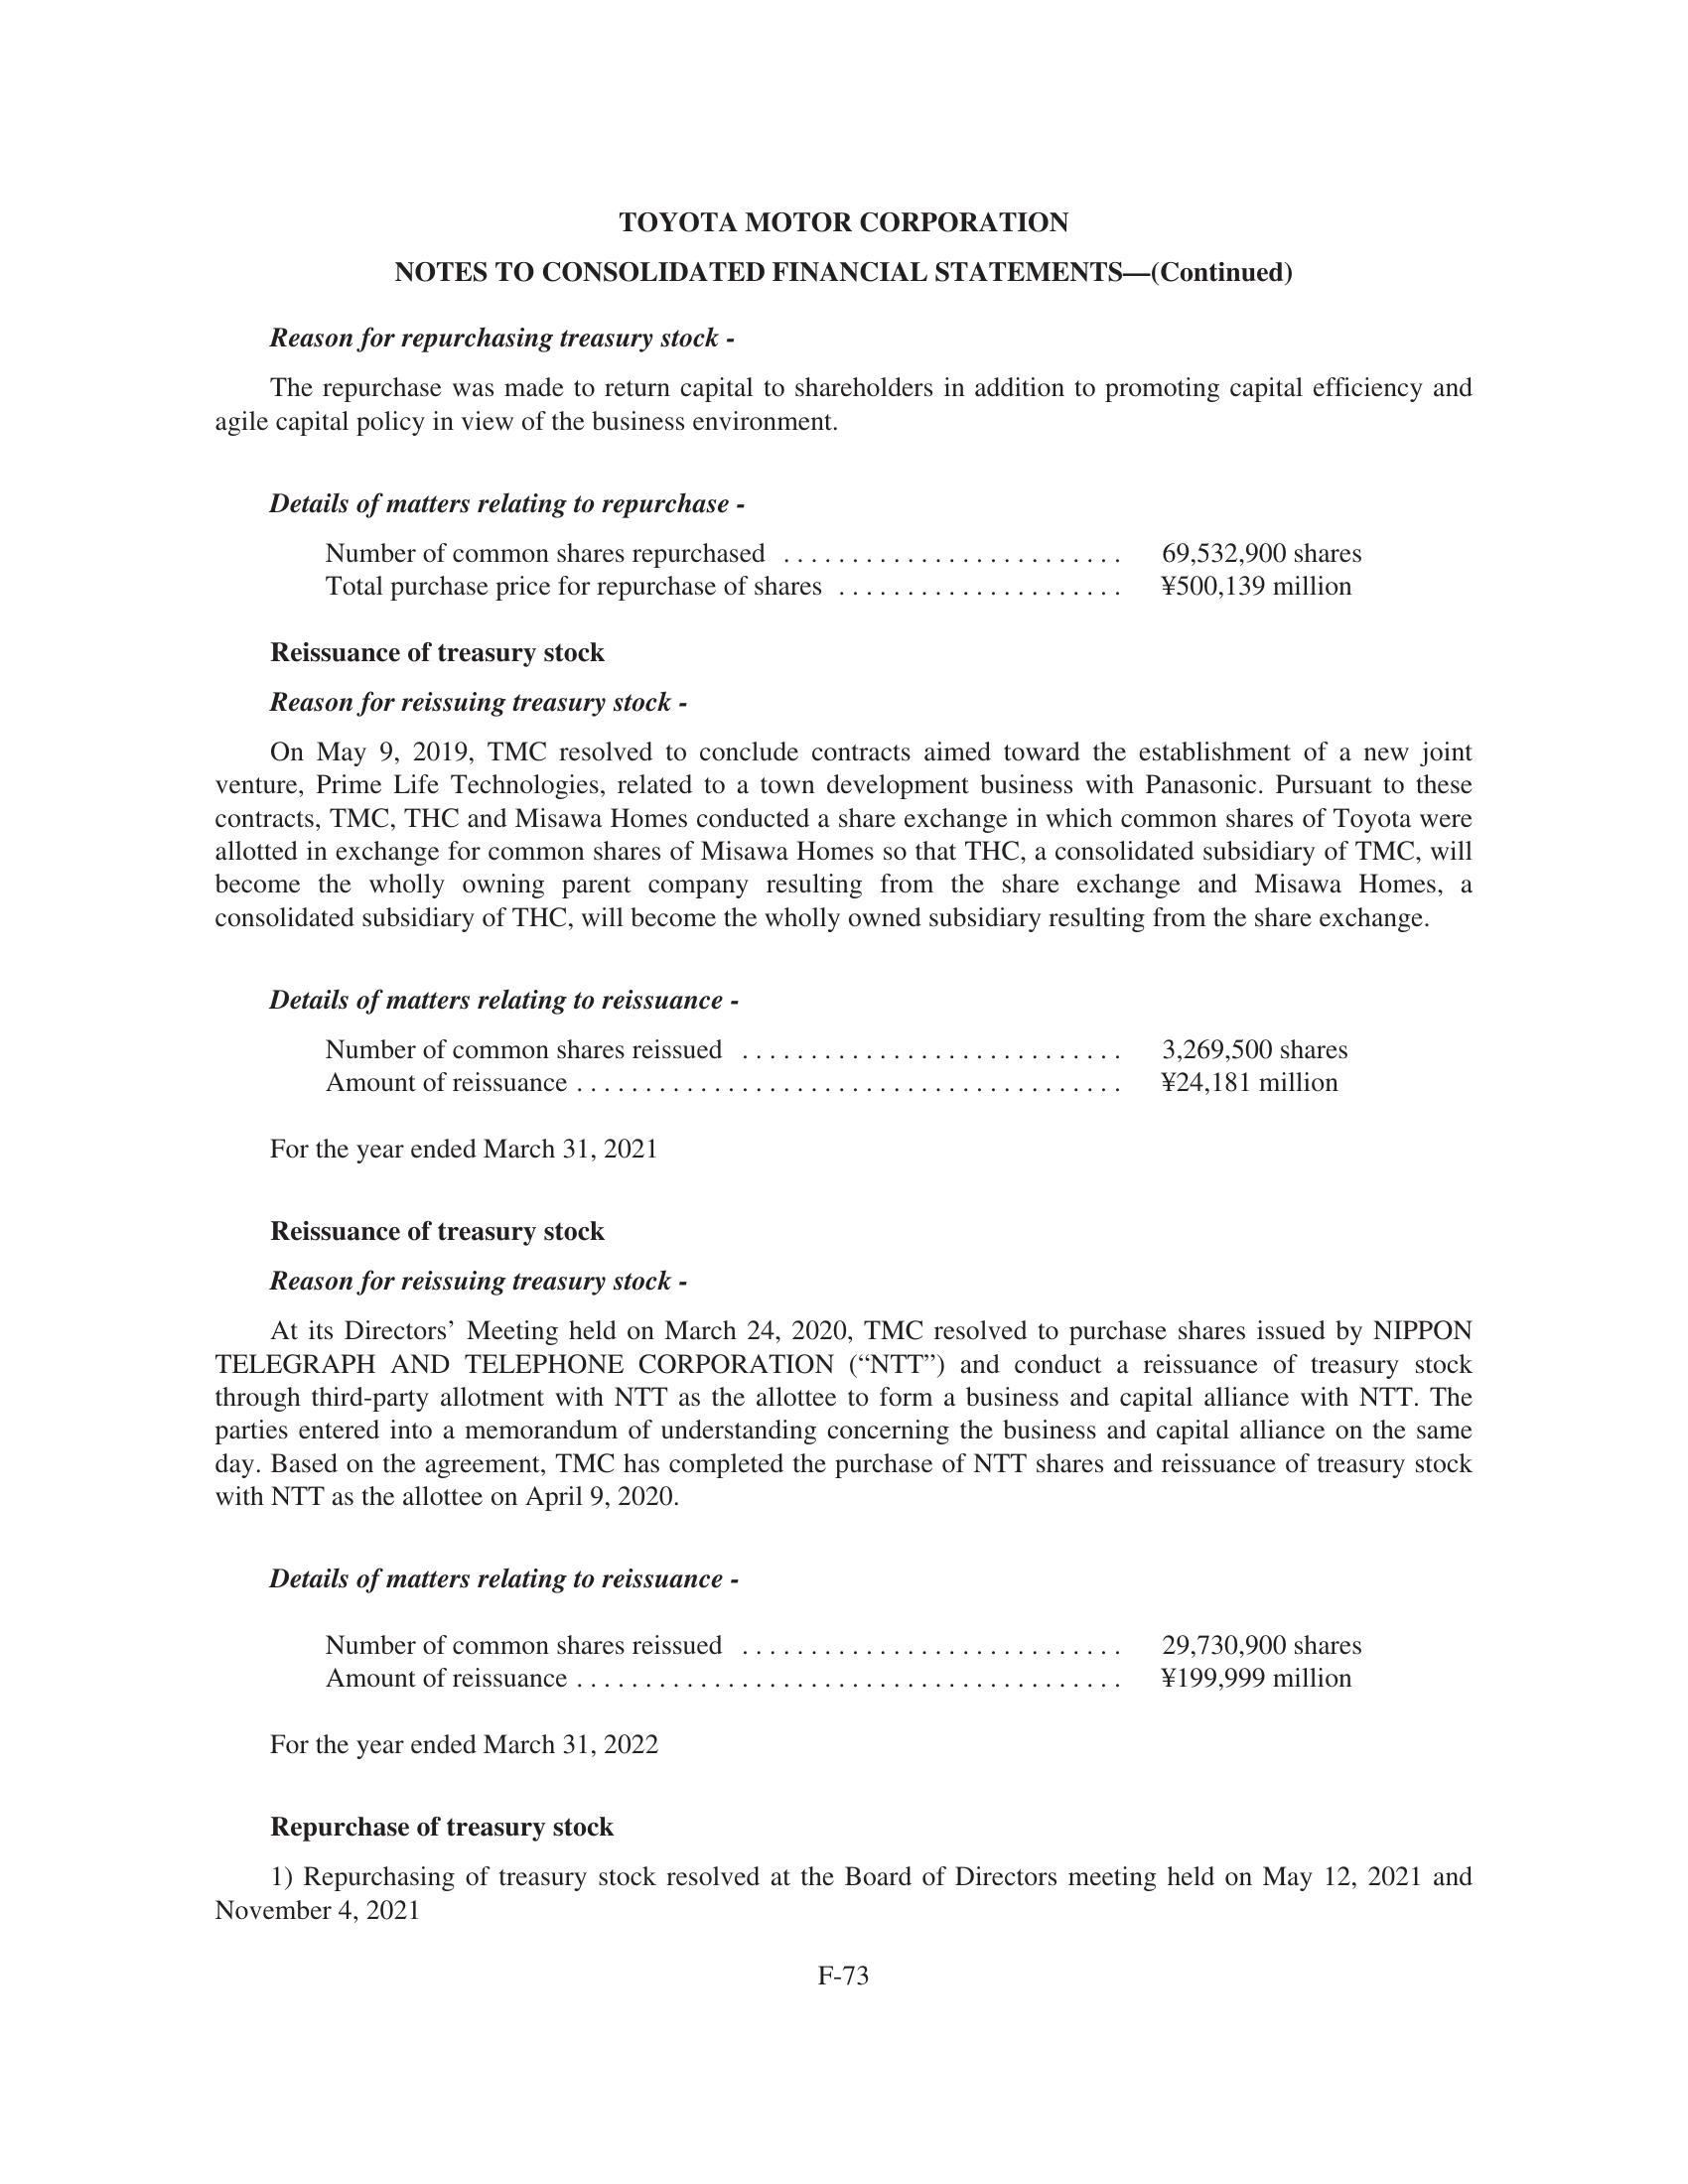 TOYOTA MOTOR CORPORATION
NOTES TO CONSOLIDATED FINANCIAL STATEMENTS—(Continued)
Reason for repurchasing treasury stock -
The repurchase was made to return capital to shareholders in addition to promoting capital efficiency and
agile capital policy in view of the business environment.
Details of matters relating to repurchase -
Number of common shares repurchased ......................... 69,532,900 shares
Total purchase price for repurchase of shares ..................... ¥500,139 million
Reissuance of treasury stock
Reason for reissuing treasury stock -
On May 9, 2019, TMC resolved to conclude contracts aimed toward the establishment of a new joint
venture, Prime Life Technologies, related to a town development business with Panasonic. Pursuant to these
contracts, TMC, THC and Misawa Homes conducted a share exchange in which common shares of Toyota were
allotted in exchange for common shares of Misawa Homes so that THC, a consolidated subsidiary of TMC, will
become the wholly owning parent company resulting from the share exchange and Misawa Homes, a
consolidated subsidiary of THC, will become the wholly owned subsidiary resulting from the share exchange.
Details of matters relating to reissuance -
Number of common shares reissued ............................ 3,269,500 shares
Amount of reissuance ........................................ ¥24,181 million
For the year ended March 31, 2021
Reissuance of treasury stock
Reason for reissuing treasury stock -
At its Directors’ Meeting held on March 24, 2020, TMC resolved to purchase shares issued by NIPPON
TELEGRAPH AND TELEPHONE CORPORATION (“NTT”) and conduct a reissuance of treasury stock
through third-party allotment with NTT as the allottee to form a business and capital alliance with NTT. The
parties entered into a memorandum of understanding concerning the business and capital alliance on the same
day. Based on the agreement, TMC has completed the purchase of NTT shares and reissuance of treasury stock
with NTT as the allottee on April 9, 2020.
Details of matters relating to reissuance -
Number of common shares reissued ............................ 29,730,900 shares
Amount of reissuance ........................................ ¥199,999 million
For the year ended March 31, 2022
Repurchase of treasury stock
1) Repurchasing of treasury stock resolved at the Board of Directors meeting held on May 12, 2021 and
November 4, 2021
F-73